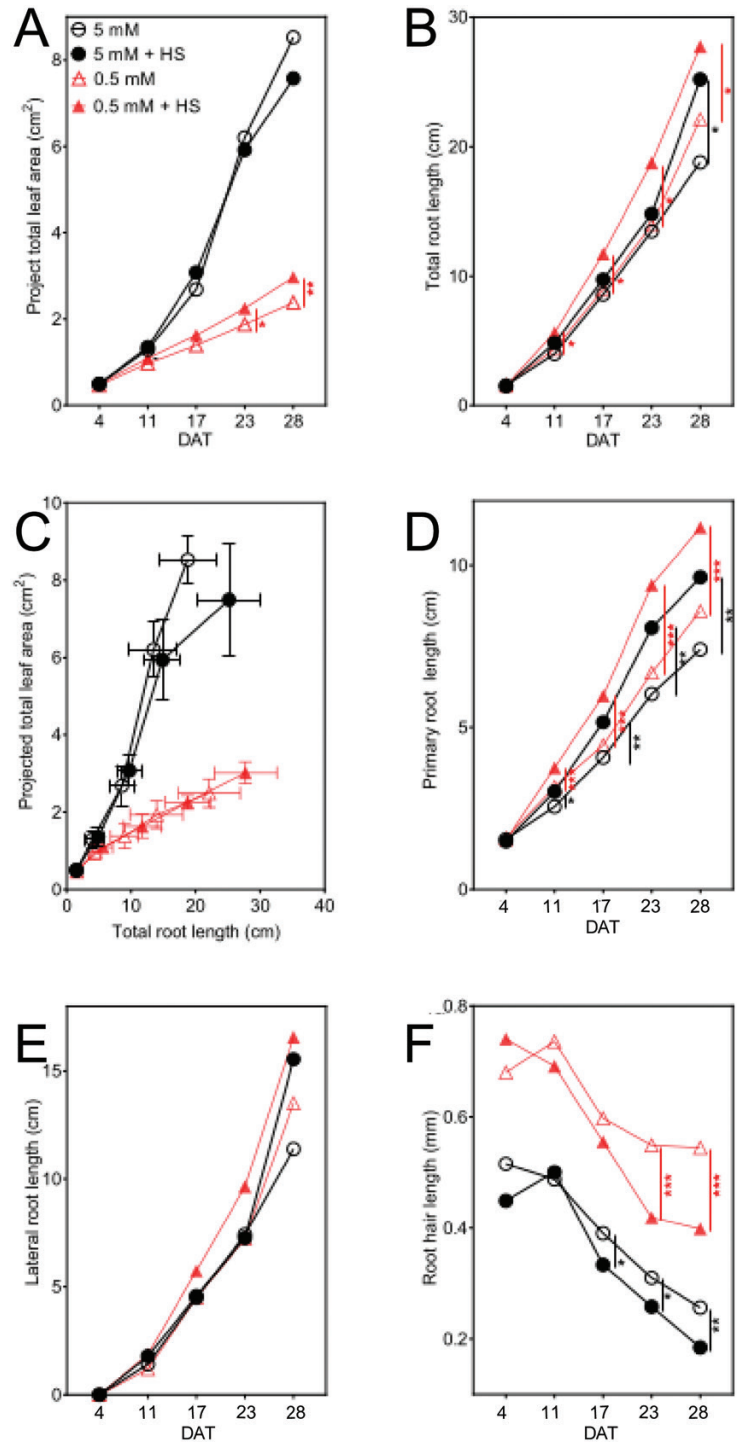 A
5 mM
5 mM + HS
0.5 mM
0.5 mM + HS
Project total leaf area (cm²)
8
6
4
2
0
4 11 17 23 28
DAT
**
*
B
Total root length (cm)
30
20
10
0
4 11 17 23 28
DAT
*
*
*
*
*
C
Projected total leaf area (cm²)
10
8
6
4
2
0
0 10 20 30 40
Total root length (cm)
D
Primary root length (cm)
10
5
0
4 11 17 23 28
DAT
***
**
***
**
***
**
***
*
E
Lateral root length (cm)
15
10
5
0
4 11 17 23 28
DAT
F
Root hair length (mm)
0.8
0.6
0.4
0.2
4 11 17 23 28
DAT
***
***
*
*
**